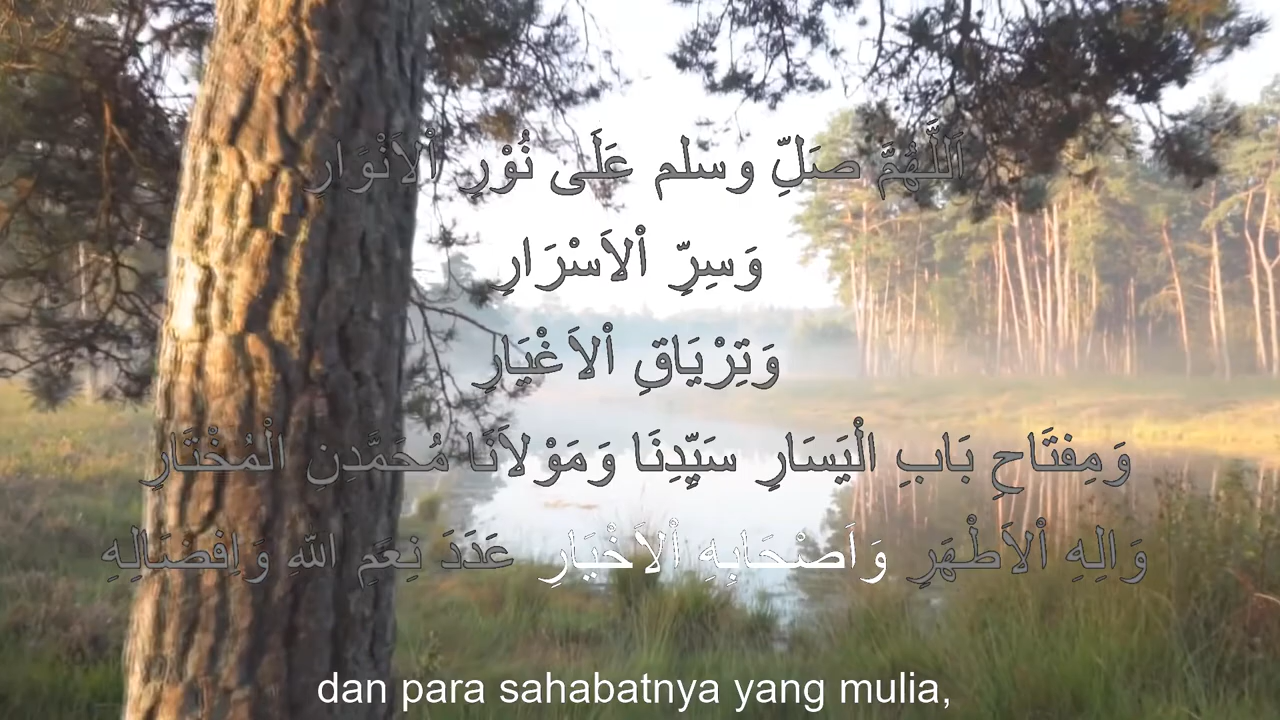 اَللَّهُمَّ صَلِّ وسلم عَلَى نُوْرِ اْلاَنْوَارِ
وَسِرِّ اْلاَسْرَارِ
وَتِرْيَاقِ اْلاَغْيَارِ
وَمِفتَاحِ بَابِ الْيَسَارِ سَيِّدِنَا وَمَوْلاَنَا مُحَمَّدِنِ الْمُخْتَارِ
وَالِهِ اْلاَطْهَرِ وَاَصْحَابِهِ اْلاَخْيَارِ عَدَدَ نِعَمِ اللهِ وَاِفضَالِهِ
dan para sahabatnya yang mulia,